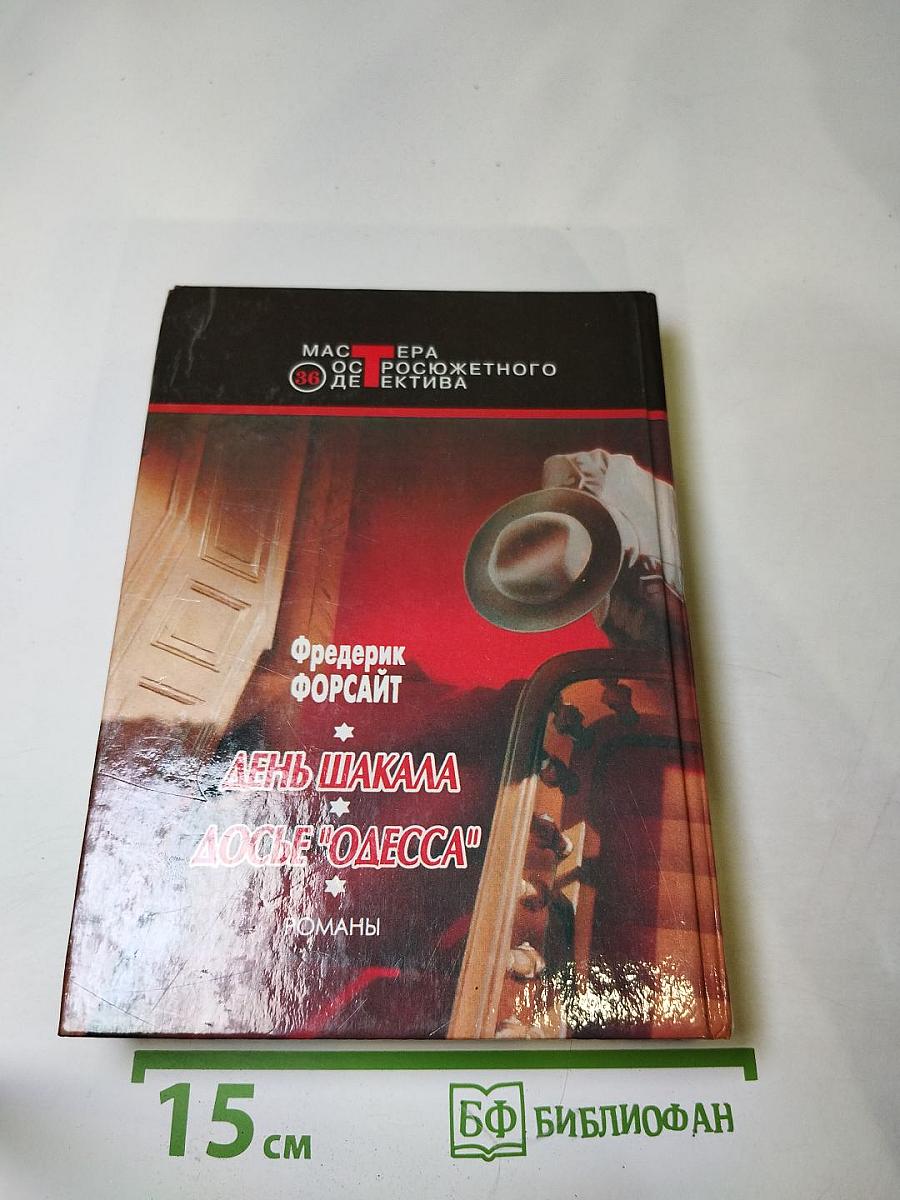 МАСТЕРА
36 ОСТРОСЮЖЕТНОГО
ДЕТЕКТИВА
Фредерик
ФОРСАЙТ
ДЕНЬ ШАКАЛА
ДОСЬЕ "ОДЕССА"
РОМАНЫ
15 см
БФ БИБЛИОФАН